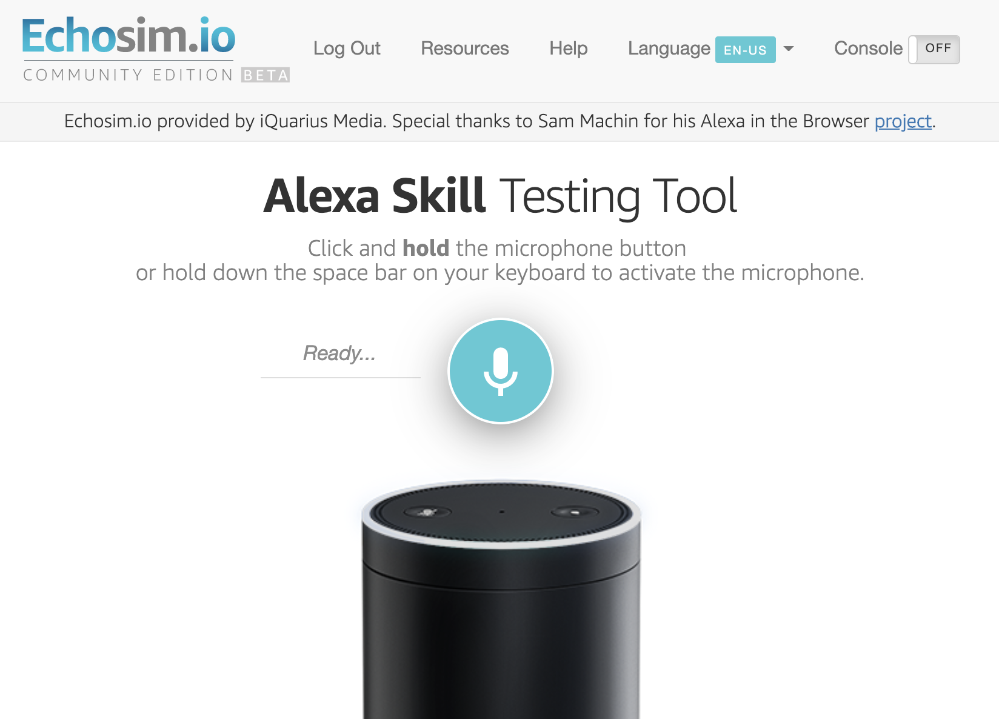 Echosim.io
COMMUNITY EDITION BETA
Log Out Resources Help Language EN-US Console OFF
Echosim.io provided by iQuarius Media. Special thanks to Sam Machin for his Alexa in the Browser project.
Alexa Skill Testing Tool
Click and hold the microphone button
or hold down the space bar on your keyboard to activate the microphone.
Ready...